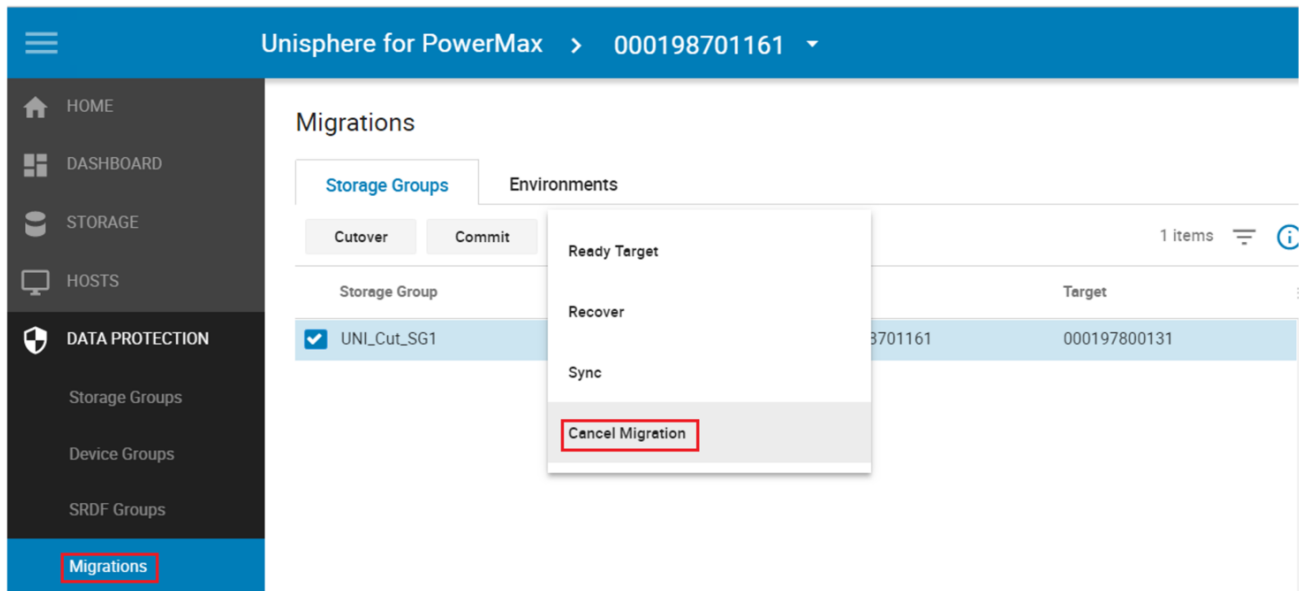 Unisphere for PowerMax > 000198701161
HOME
DASHBOARD
STORAGE
HOSTS
DATA PROTECTION
Storage Groups
Device Groups
SRDF Groups
Migrations
Migrations
Storage Groups Environments
Cutover Commit
1 items
Ready Target
Recover
Sync
Cancel Migration
Storage Group Target
UNI_Cut_SG1 8701161 000197800131